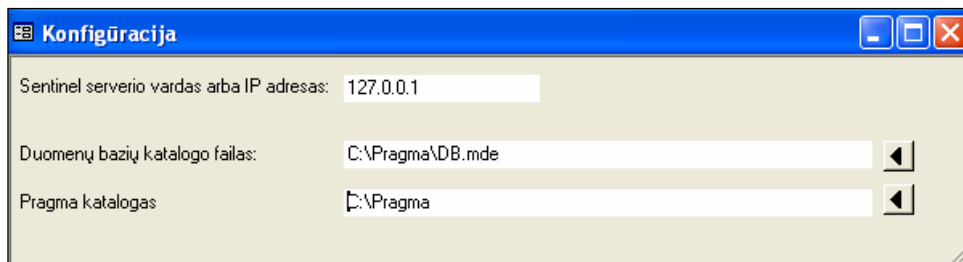 Konfigūracija
Sentinel serverio vardas arba IP adresas: 127.0.0.1
Duomenų bazių katalogo failas: C:\Pragma\DB.mde
Pragma katalogas C:\Pragma